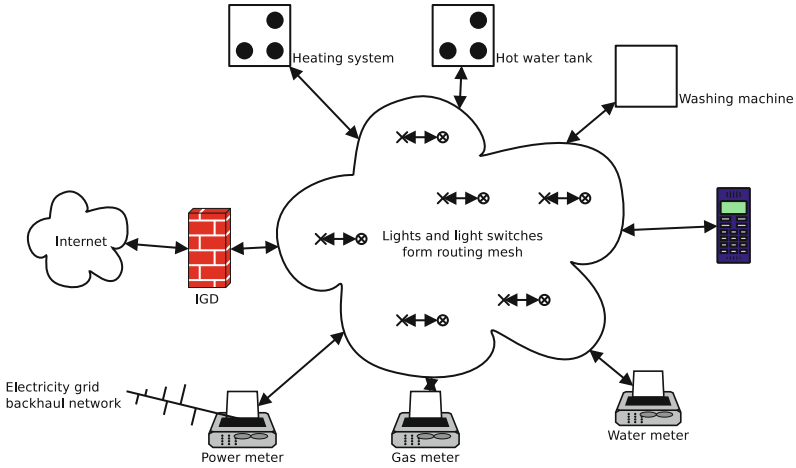 Heating system
Hot water tank
Washing machine
Internet
Lights and light switches
form routing mesh
IGD
Electricity grid
backhaul network
Power meter
Gas meter
Water meter